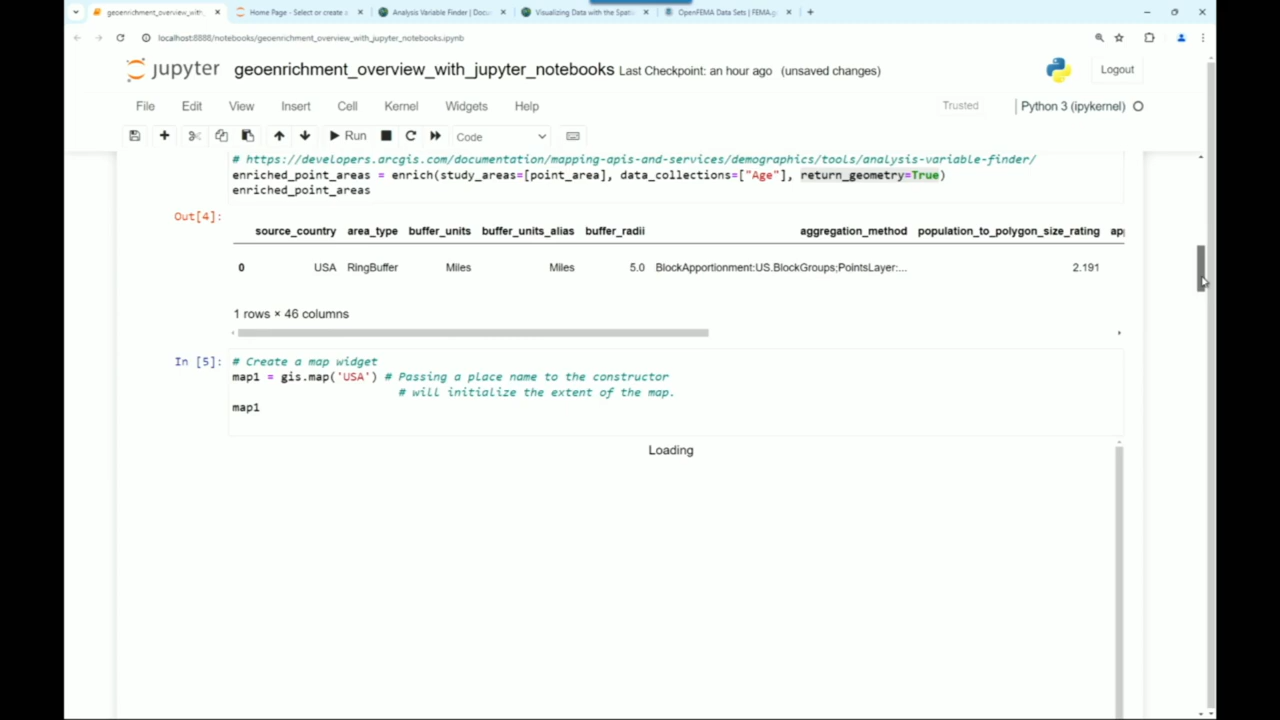 geoenrichment_overview_with_
Home Page - Select or create a
Analysis Variable Finder | Docu
Visualizing Data with the Spati
OpenFEMA Data Sets | FEMA.g
localhost:8888/notebooks/geoenrichment_overview_with_jupyter_notebooks.ipynb
jupyter geoenrichment_overview_with_jupyter_notebooks Last Checkpoint: an hour ago (unsaved changes)
Logout
File Edit View Insert Cell Kernel Widgets Help
Trusted
Python 3 (ipykernel)
Run
Code
# https://developers.arcgis.com/documentation/mapping-apis-and-services/demographics/tools/analysis-variable-finder/
enriched_point_areas = enrich(study_areas=[point_area], data_collections=["Age"], return_geometry=True)
enriched_point_areas
Out[4]:
source_country area_type buffer_units buffer_units_alias buffer_radii aggregation_method population_to_polygon_size_rating ap
0 USA RingBuffer Miles Miles 5.0 BlockApportionment:US.BlockGroups;PointsLayer:... 2.191
1 rows × 46 columns
In [5]: # Create a map widget
map1 = gis.map('USA') # Passing a place name to the constructor
# will initialize the extent of the map.
map1
Loading